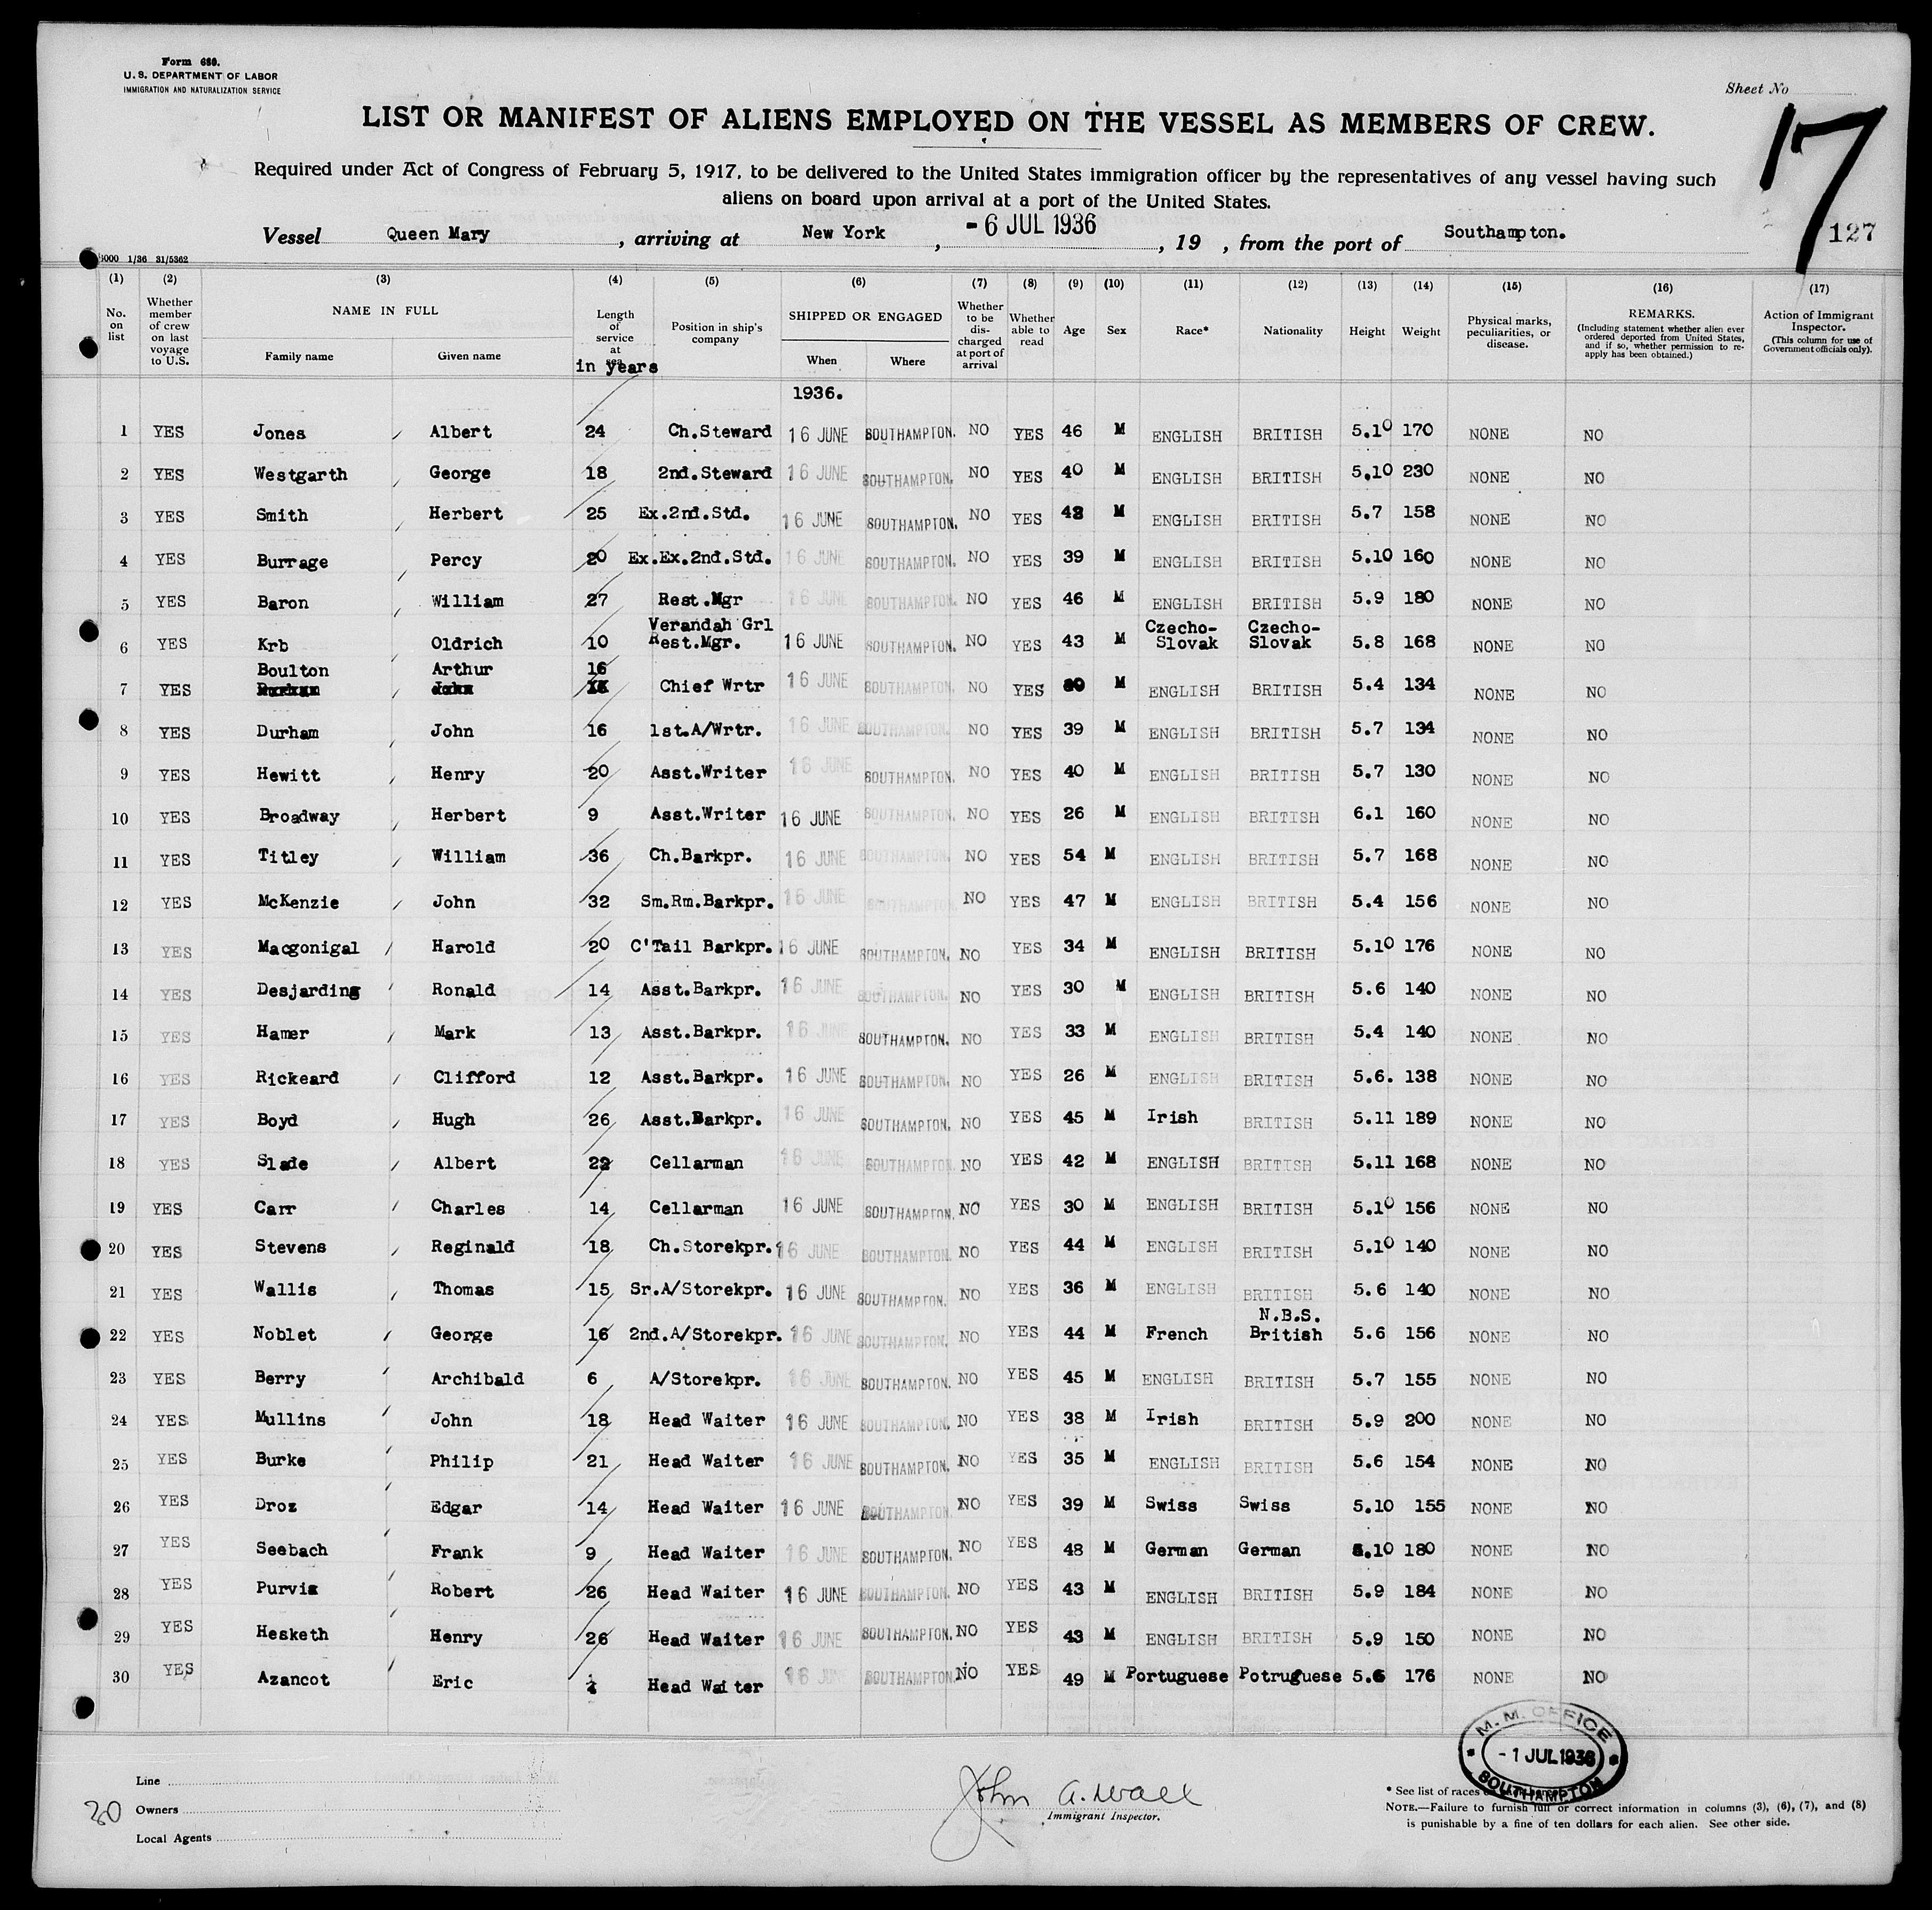 Form 680.
U. S. DEPARTMENT OF LABOR
IMMIGRATION AND NATURALIZATION SERVICE
Sheet No
17
LIST OR MANIFEST OF ALIENS EMPLOYED ON THE VESSEL AS MEMBERS OF CREW.
Required under Act of Congress of February 5, 1917, to be delivered to the United States immigration officer by the representatives of any vessel having such
aliens on board upon arrival at a port of the United States.
Vessel Queen Mary, arriving at New York, - 6 JUL 1936, 19 , from the port of Southampton.
127
5000 1/36 31/5362
(1) (2) (3) (4) (5) (6) (7) (8) (9) (10) (11) (12) (13) (14) (15) (16) (17)
No. on list Whether member of crew on last voyage to U.S. NAME IN FULL Family name Given name Length of service at sea in years Position in ship's company SHIPPED OR ENGAGED When Where Whether to be discharged at port of arrival Whether able to read Age Sex Race* Nationality Height Weight Physical marks, peculiarities, or disease. REMARKS. (Including statement whether alien ever ordered deported from United States, and if so, whether permission to reapply has been obtained.) Action of Immigrant Inspector. (This column for use of Government officials only).
1936.
1 YES Jones Albert 24 Ch.Steward 16 JUNE SOUTHAMPTON. NO YES 46 M ENGLISH BRITISH 5.10 170 NONE NO
2 YES Westgarth George 18 2nd.Steward 16 JUNE SOUTHAMPTON. NO YES 40 M ENGLISH BRITISH 5.10 230 NONE NO
3 YES Smith Herbert 25 Ex.2nd.Std. 16 JUNE SOUTHAMPTON. NO YES M ENGLISH BRITISH 5.7 158 NONE NO
4 YES Burrage Percy 20 Ex.Ex.2nd.Std. 16 JUNE SOUTHAMPTON. NO YES 39 M ENGLISH BRITISH 5.10 160 NONE NO
5 YES Baron William 27 Rest.Mgr 16 JUNE SOUTHAMPTON. NO YES 46 M ENGLISH BRITISH 5.9 180 NONE NO
Verandah Grl Czecho- Czecho-
6 YES Krb Oldrich 10 Rest.Mgr. 16 JUNE SOUTHAMPTON. NO YES 43 M Slovak Slovak 5.8 168 NONE NO
Boulton Arthur 16
7 YES Chief Wrtr 16 JUNE SOUTHAMPTON. NO YES M ENGLISH BRITISH 5.4 134 NONE NO
8 YES Durham John 16 1st.A/Wrtr. 16 JUNE SOUTHAMPTON. NO YES 39 M ENGLISH BRITISH 5.7 134 NONE NO
9 YES Hewitt Henry 20 Asst.Writer 16 JUNE SOUTHAMPTON. NO YES 40 M ENGLISH BRITISH 5.7 130 NONE NO
10 YES Broadway Herbert 9 Asst.Writer 16 JUNE SOUTHAMPTON. NO YES 26 M ENGLISH BRITISH 6.1 160 NONE NO
11 YES Titley William 36 Ch.Barkpr. 16 JUNE SOUTHAMPTON. NO YES 54 M ENGLISH BRITISH 5.7 168 NONE NO
12 YES McKenzie John 32 Sm.Rm.Barkpr. 16 JUNE SOUTHAMPTON. NO YES 47 M ENGLISH BRITISH 5.4 156 NONE NO
13 YES Macgonigal Harold 20 C'Tail Barkpr. 16 JUNE SOUTHAMPTON. NO YES 34 M ENGLISH BRITISH 5.10 176 NONE NO
14 YES Desjarding Ronald 14 Asst.Barkpr. 16 JUNE SOUTHAMPTON. NO YES 30 M ENGLISH BRITISH 5.6 140 NONE NO
15 YES Hamer Mark 13 Asst.Barkpr. 16 JUNE SOUTHAMPTON. NO YES 33 M ENGLISH BRITISH 5.4 140 NONE NO
16 YES Rickeard Clifford 12 Asst.Barkpr. 16 JUNE SOUTHAMPTON. NO YES 26 M ENGLISH BRITISH 5.6. 138 NONE NO
17 YES Boyd Hugh 26 Asst.Barkpr. 16 JUNE SOUTHAMPTON. NO YES 45 M Irish BRITISH 5.11 189 NONE NO
18 YES Slade Albert 22 Cellarman 16 JUNE SOUTHAMPTON. NO YES 42 M ENGLISH BRITISH 5.11 168 NONE NO
19 YES Carr Charles 14 Cellarman 16 JUNE SOUTHAMPTON. NO YES 30 M ENGLISH BRITISH 5.10 156 NONE NO
20 YES Stevens Reginald 18 Ch.Storekpr. 16 JUNE SOUTHAMPTON. NO YES 44 M ENGLISH BRITISH 5.10 140 NONE NO
21 YES Wallis Thomas 15 Sr.A/Storekpr. 16 JUNE SOUTHAMPTON. NO YES 36 M ENGLISH BRITISH 5.6 140 NONE NO
N.B.S.
22 YES Noblet George 16 2nd.A/Storekpr. 16 JUNE SOUTHAMPTON. NO YES 44 M French British 5.6 156 NONE NO
23 YES Berry Archibald 6 A/Storekpr. 16 JUNE SOUTHAMPTON. NO YES 45 M ENGLISH BRITISH 5.7 155 NONE NO
24 YES Mullins John 18 Head Waiter 16 JUNE SOUTHAMPTON. NO YES 38 M Irish BRITISH 5.9 200 NONE NO
25 YES Burke Philip 21 Head Waiter 16 JUNE SOUTHAMPTON. NO YES 35 M ENGLISH BRITISH 5.6 154 NONE NO
26 YES Droz Edgar 14 Head Waiter 16 JUNE SOUTHAMPTON. NO YES 39 M Swiss Swiss 5.10 155 NONE NO
27 YES Seebach Frank 9 Head Waiter 16 JUNE SOUTHAMPTON. NO YES 48 M German German 5.10 180 NONE NO
28 YES Purvis Robert 26 Head Waiter 16 JUNE SOUTHAMPTON. NO YES 43 M ENGLISH BRITISH 5.9 184 NONE NO
29 YES Hesketh Henry 26 Head Waiter 16 JUNE SOUTHAMPTON. NO YES 43 M ENGLISH BRITISH 5.9 150 NONE NO
30 YES Azancot Eric Head Waiter 16 JUNE SOUTHAMPTON. NO YES 49 M Portuguese Potruguese 5.6 176 NONE NO
M. M. OFFICE
- 1 JUL 1936
SOUTHAMPTON
Line
20 Owners
Local Agents
John A. Wall
Immigrant Inspector.
* See list of races
NOTE.—Failure to furnish full or correct information in columns (3), (6), (7), and (8)
is punishable by a fine of ten dollars for each alien. See other side.